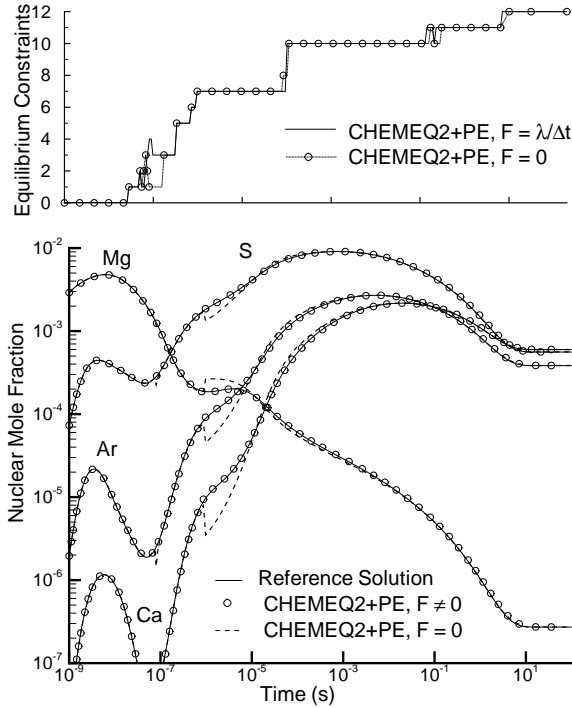 12
10
8
6
4
2
0
Equilibrium Constraints
CHEMEQ2+PE, F = λ/Δt
CHEMEQ2+PE, F = 0
10-2
10-3
10-4
10-5
10-6
10-7
Nuclear Mole Fraction
Mg
S
Ar
Ca
Reference Solution
CHEMEQ2+PE, F ≠ 0
CHEMEQ2+PE, F = 0
10-9
10-7
10-5
10-3
10-1
101
Time (s)